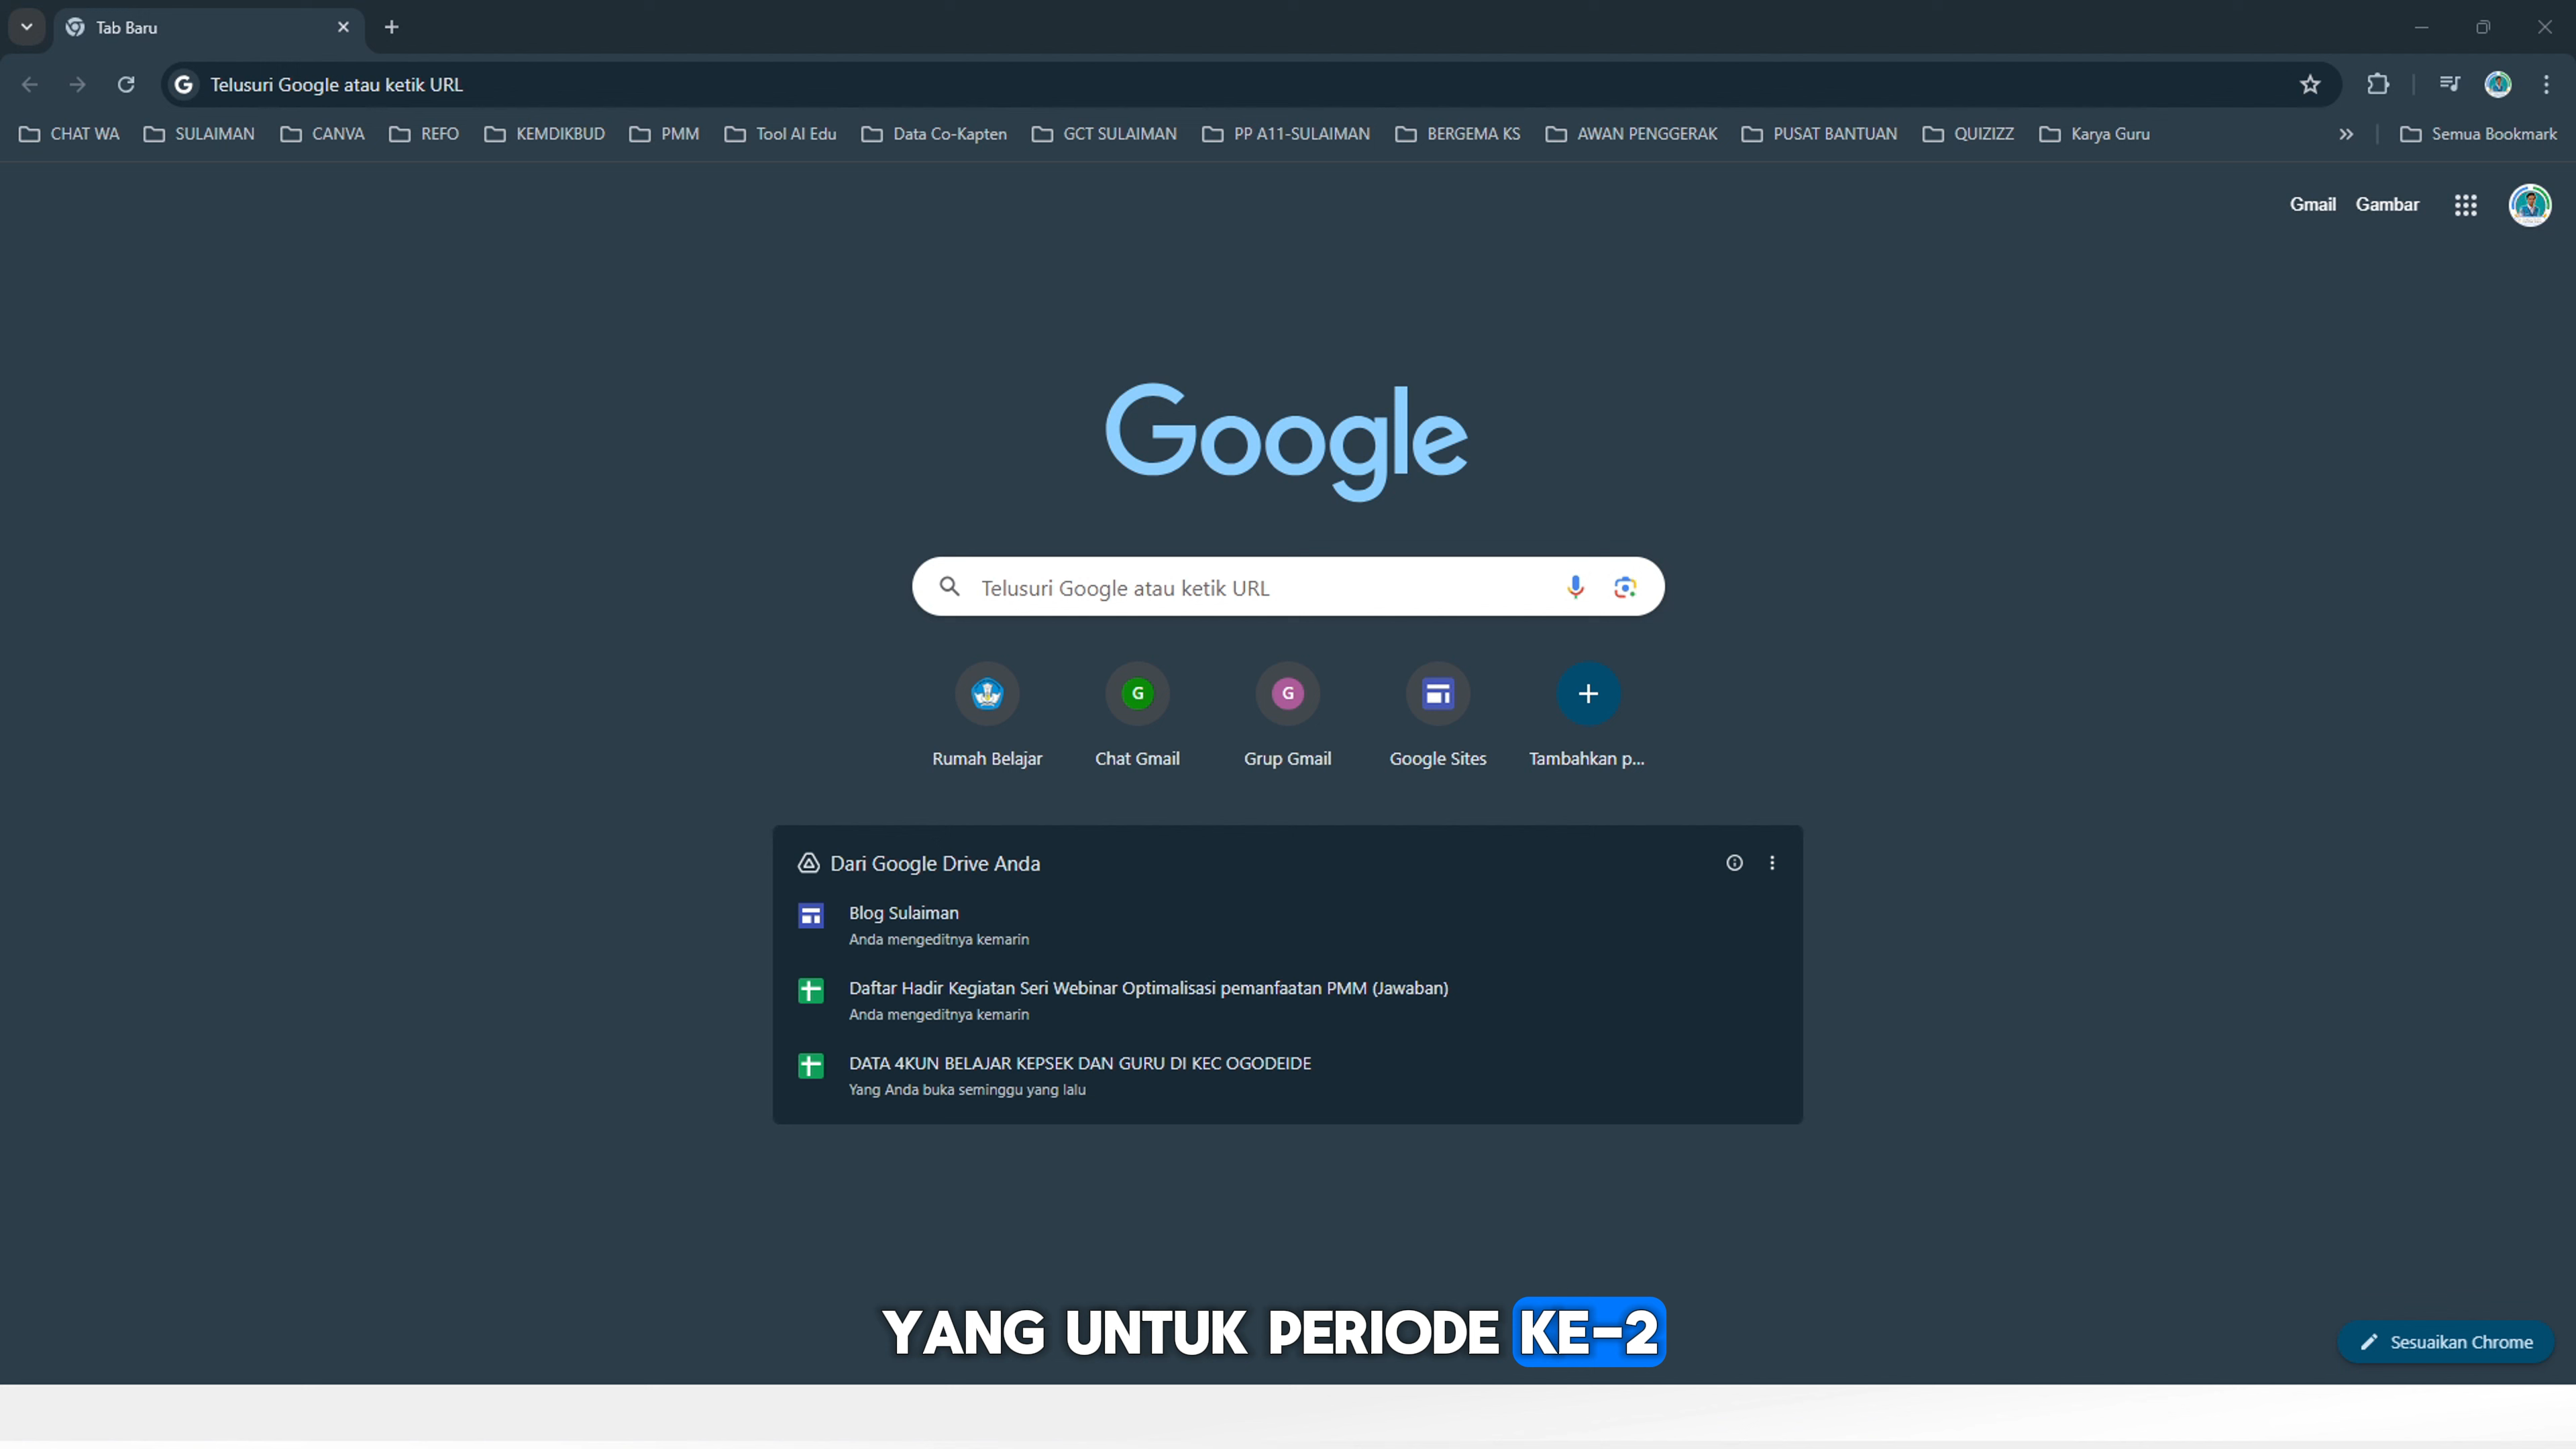 Tab Baru
Telusuri Google atau ketik URL
CHAT WA SULAIMAN CANVA REFO KEMDIKBUD PMM Tool AI Edu Data Co-Kapten GCT SULAIMAN PP A11-SULAIMAN BERGEMA KS AWAN PENGGERAK PUSAT BANTUAN QUIZIZZ Karya Guru » Semua Bookmark
Gmail Gambar
Google
Telusuri Google atau ketik URL
G G
Rumah Belajar Chat Gmail Grup Gmail Google Sites Tambahkan p...
Dari Google Drive Anda
Blog Sulaiman
Anda mengeditnya kemarin
Daftar Hadir Kegiatan Seri Webinar Optimalisasi pemanfaatan PMM (Jawaban)
Anda mengeditnya kemarin
DATA 4KUN BELAJAR KEPSEK DAN GURU DI KEC OGODEIDE
Yang Anda buka seminggu yang lalu
YANG UNTUK PERIODE KE-2
Sesuaikan Chrome